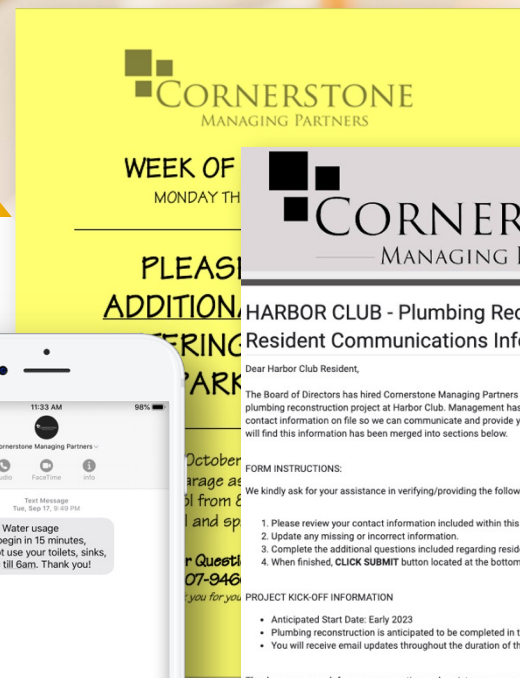 CORNERSTONE
MANAGING PARTNERS
WEEK OF
MONDAY TH
PLEAS
ADDITION
ERING
PARK
October
arage as
from 8
and sp
r Questi
07-946
you for you
CORNER
MANAGING P
HARBOR CLUB - Plumbing Rec
Resident Communications Info
Dear Harbor Club Resident,
The Board of Directors has hired Cornerstone Managing Partners
plumbing reconstruction project at Harbor Club. Management has
contact information on file so we can communicate and provide y
will find this information has been merged into sections below.
FORM INSTRUCTIONS:
We kindly ask for your assistance in verifying/providing the follow
1. Please review your contact information included within this
2. Update any missing or incorrect information.
3. Complete the additional questions included regarding reside
4. When finished, CLICK SUBMIT button located at the bottom
PROJECT KICK-OFF INFORMATION
• Anticipated Start Date: Early 2023
• Plumbing reconstruction is anticipated to be completed in t
• You will receive email updates throughout the duration of th
11:33 AM 98%
ornerstone Managing Partners
udio FaceTime info
Text Message
Tue, Sep 17, 9:49 PM
Water usage
begin in 15 minutes,
t use your toilets, sinks,
till 6am. Thank you!